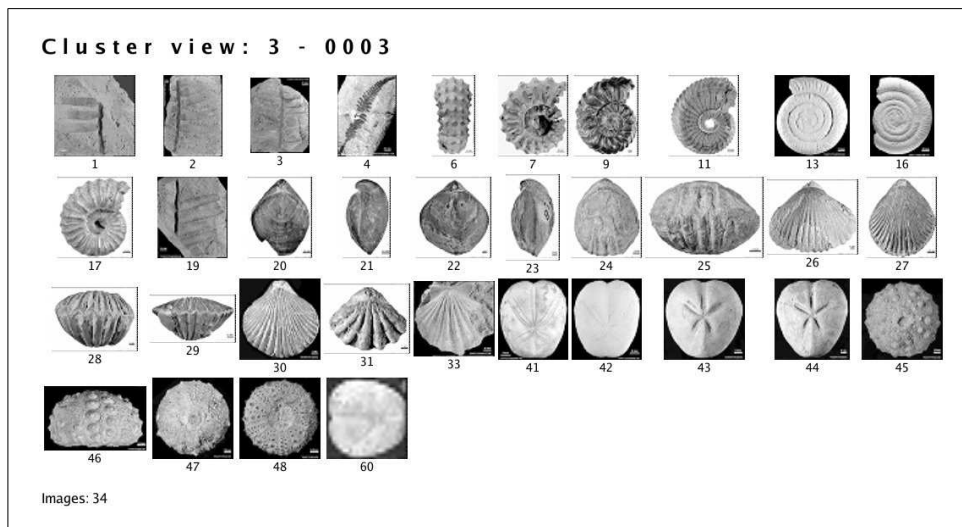 Cluster view: 3 - 0003
1 2 3 4 6 7 9 11 13 16
17 19 20 21 22 23 24 25 26 27
28 29 30 31 33 41 42 43 44 45
46 47 48 60
Images: 34